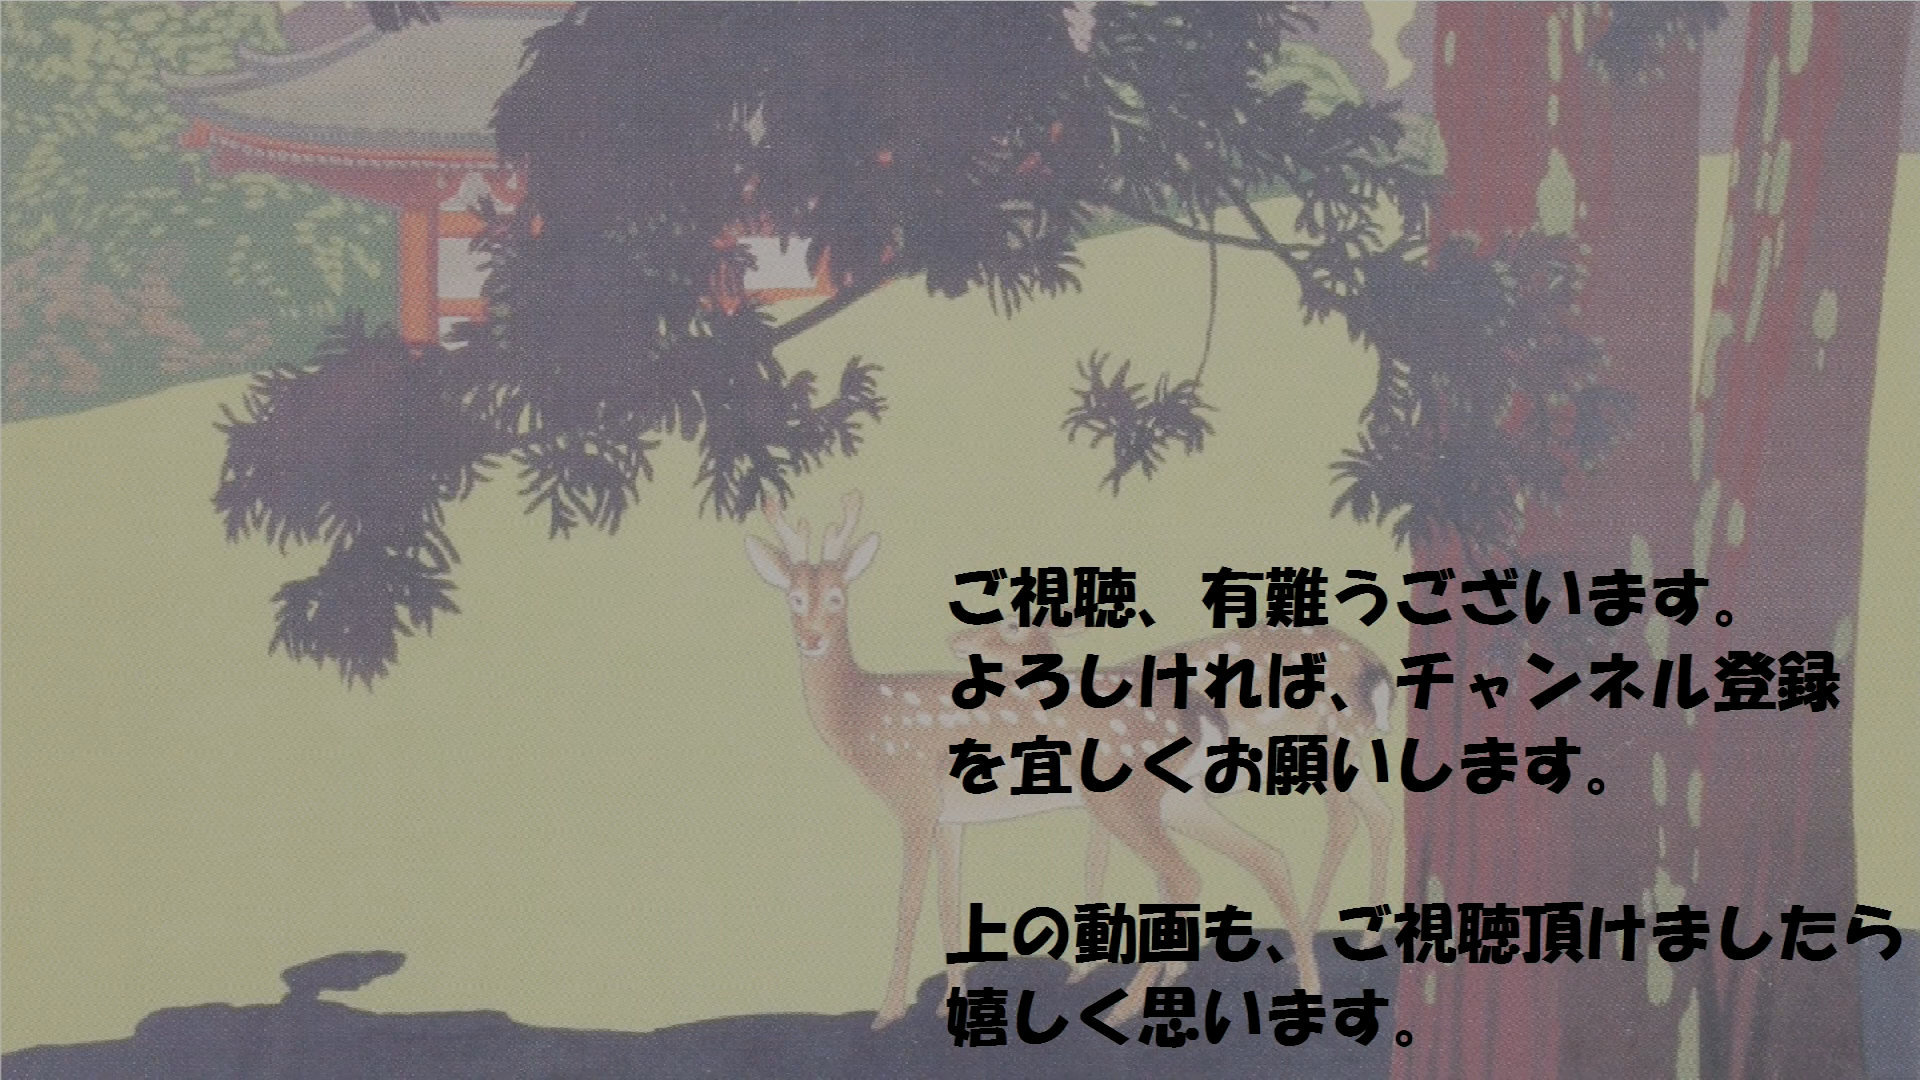 ご視聴、有難うございます。
よろしければ、チャンネル登録
を宜しくお願いします。
上の動画も、ご視聴頂けましたら
嬉しく思います。